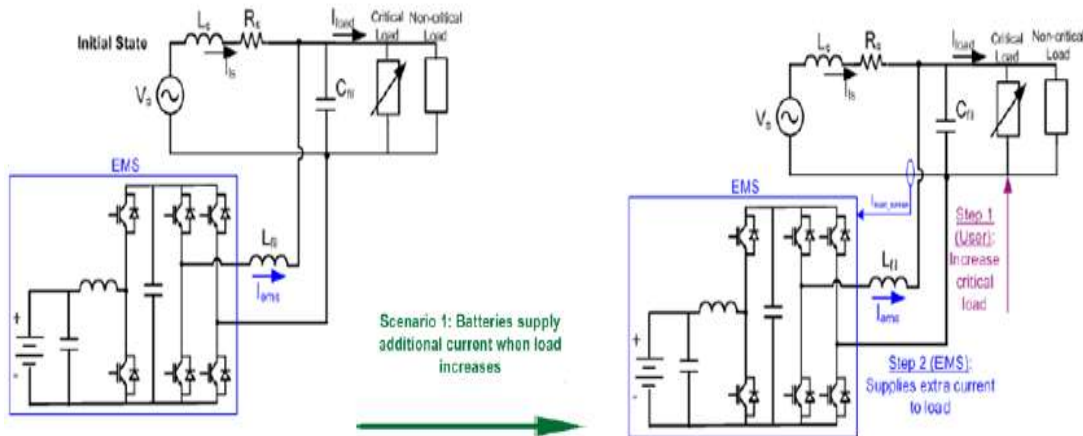 Initial State
Ls
Rs
Iload
Critical
Load
Non-critical
Load
Ils
Vs
Cfil
EMS
Lfil
Iems
+
-
Scenario 1: Batteries supply
additional current when load
increases
Ls
Rs
Iload
Critical
Load
Non-critical
Load
Ils
Vs
Cfil
EMS
Step 1
(User):
Increase
critical
load
Lfil
Iems
+
-
Step 2 (EMS):
Supplies extra current
to load